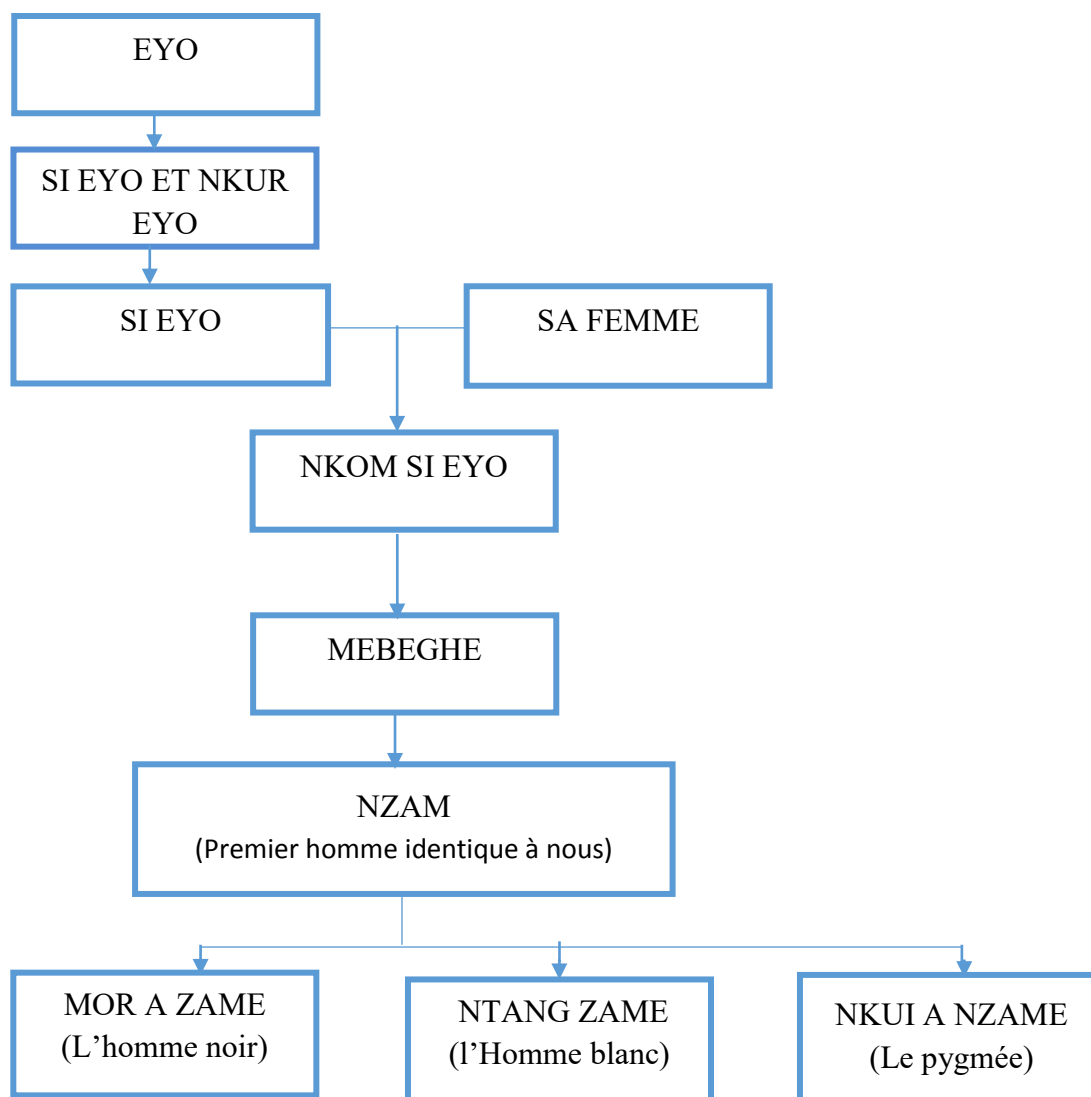 EYO
SI EYO ET NKUR
EYO
SI EYO
SA FEMME
NKOM SI EYO
MEBEGHE
NZAM
(Premier homme identique à nous)
MOR A ZAME
(L’homme noir)
NTANG ZAME
(l’Homme blanc)
NKUI A NZAME
(Le pygmée)